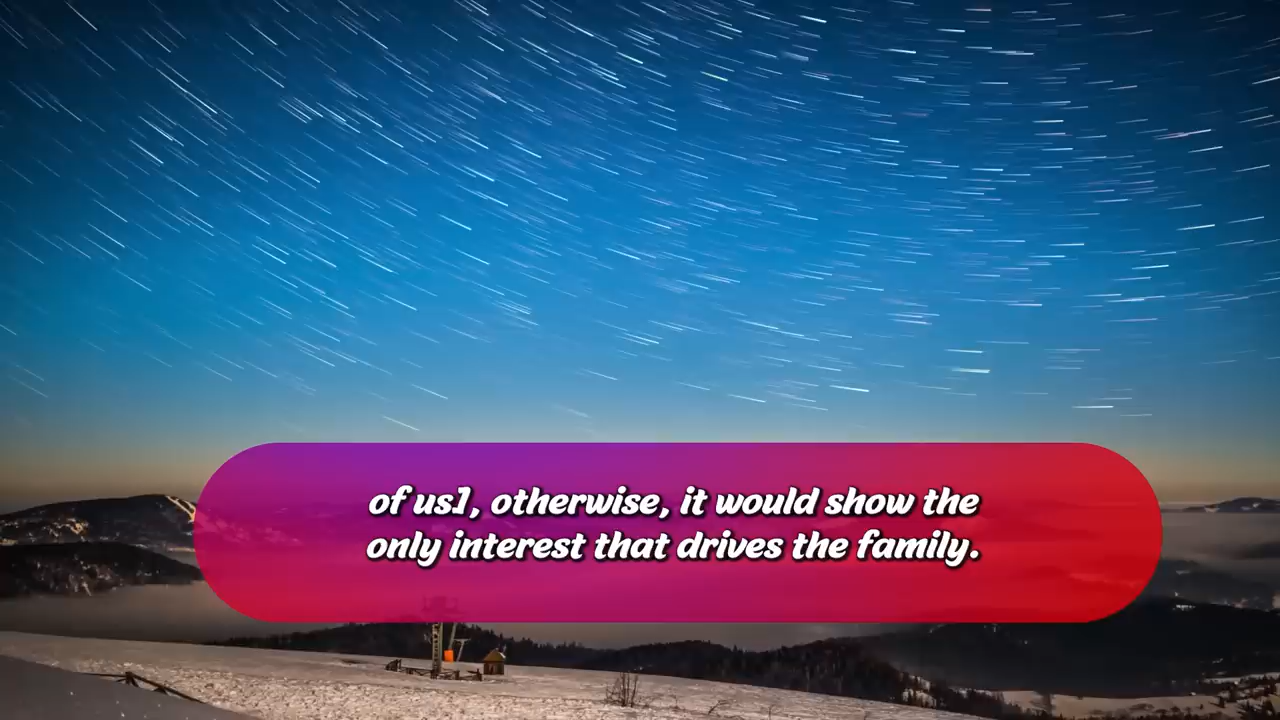 of us], otherwise, it would show the
only interest that drives the family.